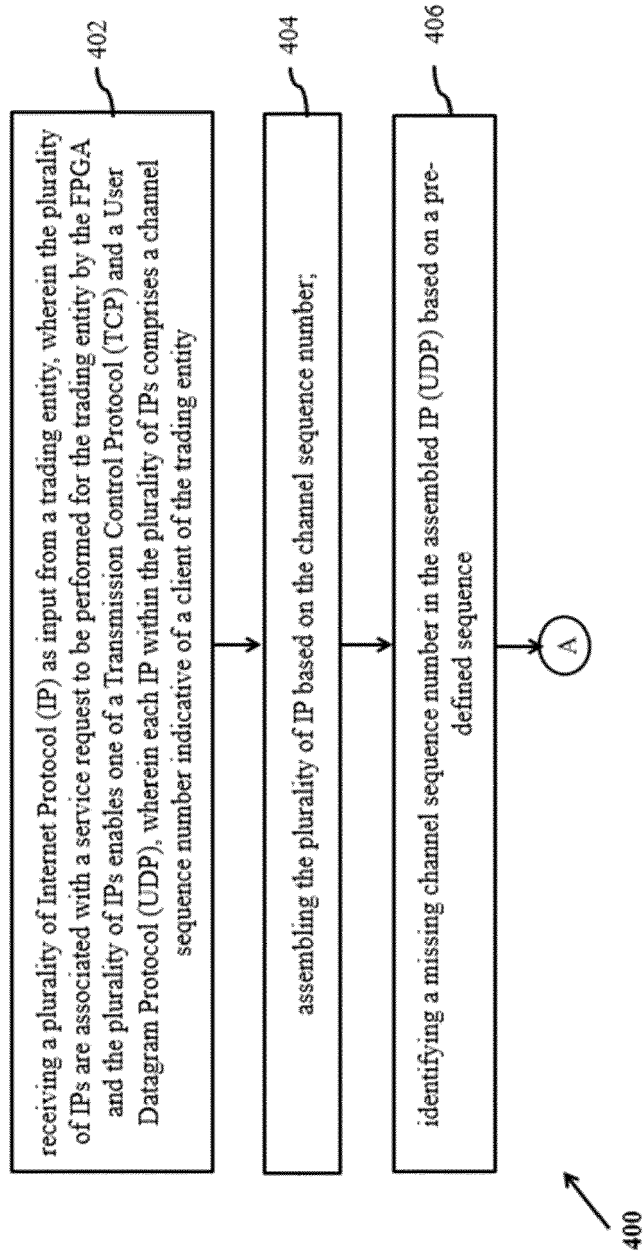 receiving a plurality of Internet Protocol (IP) as input from a trading entity, wherein the plurality
of IPs are associated with a service request to be performed for the trading entity by the FPGA
and the plurality of IPs enables one of a Transmission Control Protocol (TCP) and a User
Datagram Protocol (UDP), wherein each IP within the plurality of IPs comprises a channel
sequence number indicative of a client of the trading entity
402
assembling the plurality of IP based on the channel sequence number;
404
identifying a missing channel sequence number in the assembled IP (UDP) based on a pre-
defined sequence
406
A
400